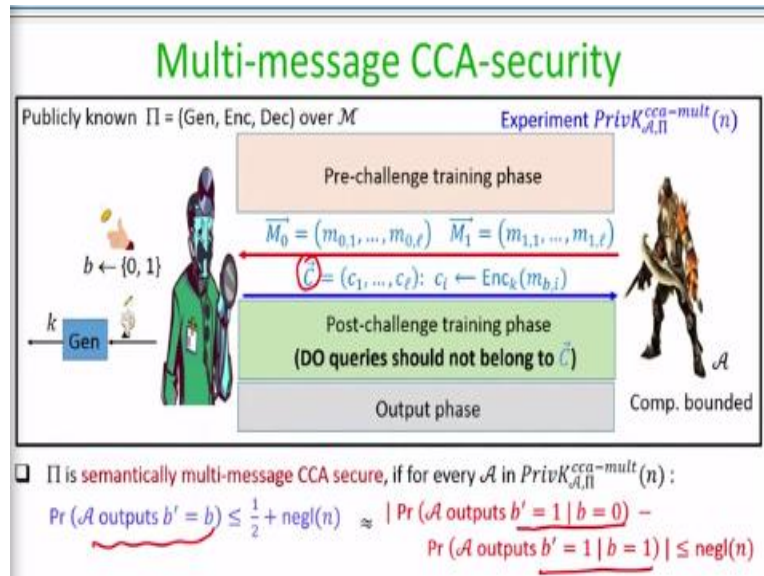 Multi-message CCA-security
Publicly known Π = (Gen, Enc, Dec) over ℳ
Experiment PrivK^{cca−mult}_{𝒜,Π}(n)
Pre-challenge training phase
M⃗₀ = (m₀,₁, ..., m₀,ℓ) M⃗₁ = (m₁,₁, ..., m₁,ℓ)
b ← {0, 1}
C⃗ = (c₁, ..., c_ℓ): c_i ← Enc_k(m_{b,i})
k
Gen
Post-challenge training phase
(DO queries should not belong to C⃗)
𝒜
Output phase
Comp. bounded
❑ Π is semantically multi-message CCA secure, if for every 𝒜 in PrivK^{cca−mult}_{𝒜,Π}(n) :
Pr (𝒜 outputs b′ = b) ≤ 1/2 + negl(n) ≈ | Pr (𝒜 outputs b′ = 1 | b = 0) −
Pr (𝒜 outputs b′ = 1 | b = 1) | ≤ negl(n)